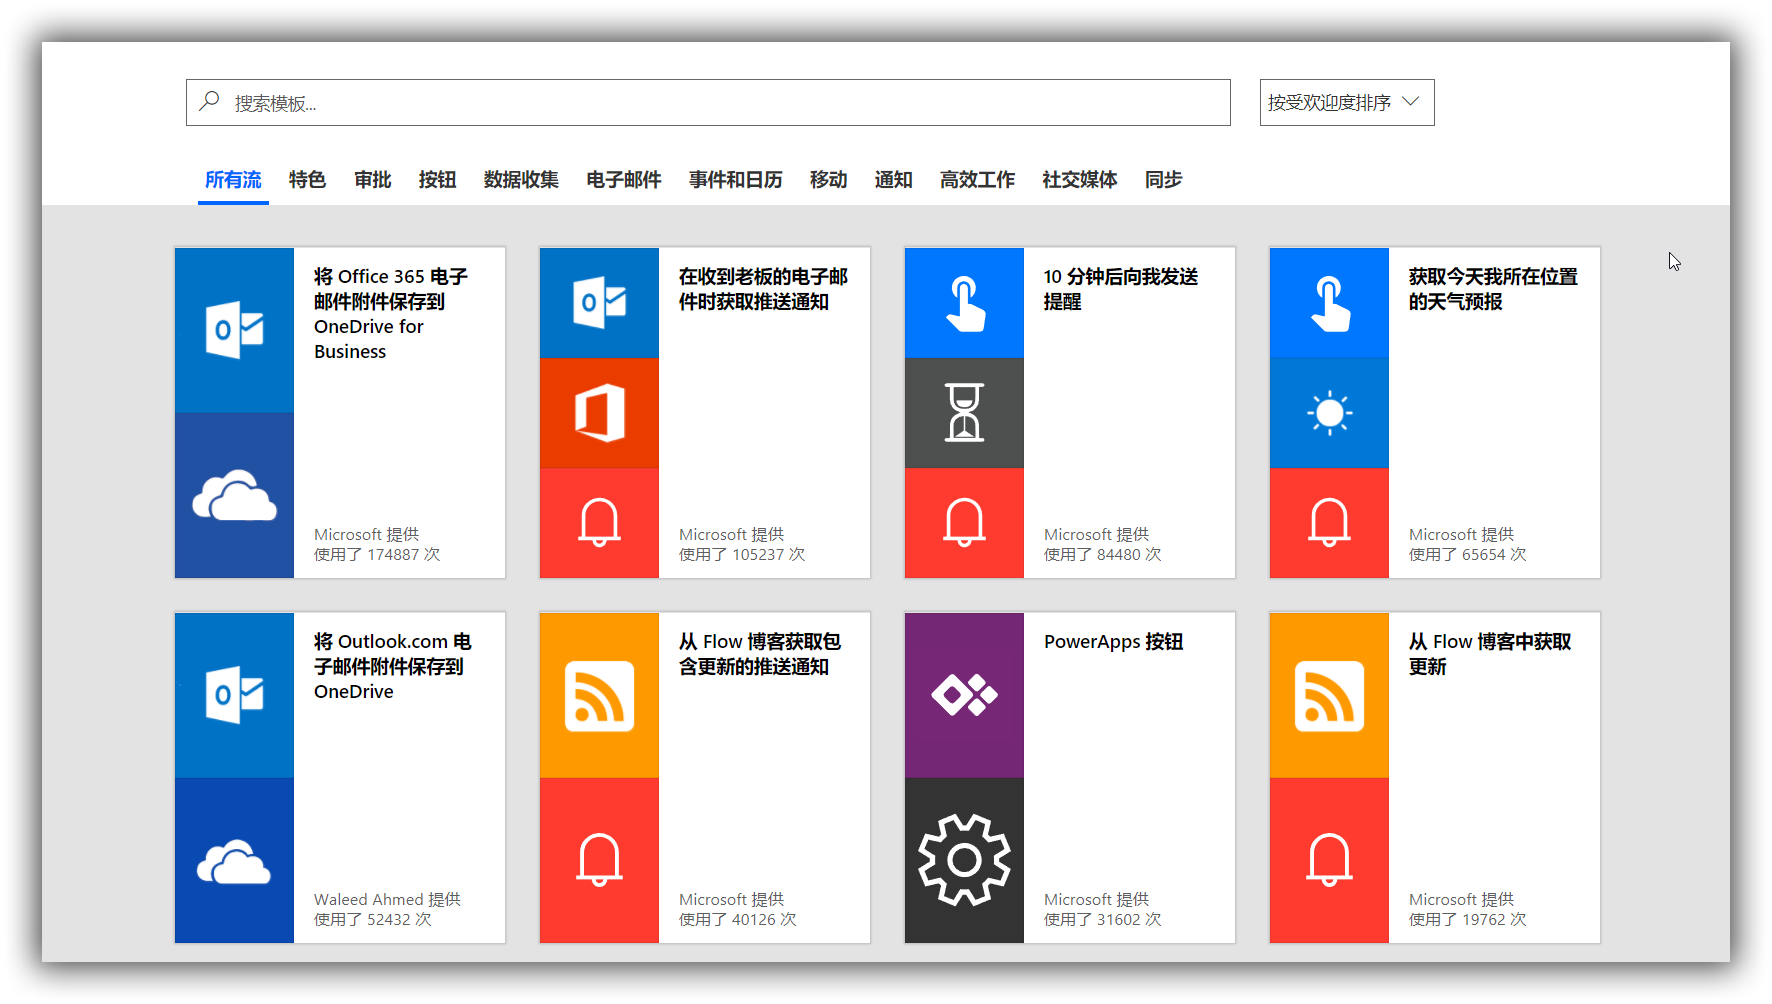 搜索模板...
按受欢迎度排序
所有流 特色 审批 按钮 数据收集 电子邮件 事件和日历 移动 通知 高效工作 社交媒体 同步
将 Office 365 电子
邮件附件保存到
OneDrive for
Business
Microsoft 提供
使用了 174887 次
在收到老板的电子邮
件时获取推送通知
Microsoft 提供
使用了 105237 次
10 分钟后向我发送
提醒
Microsoft 提供
使用了 84480 次
获取今天我所在位置
的天气预报
Microsoft 提供
使用了 65654 次
将 Outlook.com 电
子邮件附件保存到
OneDrive
Waleed Ahmed 提供
使用了 52432 次
从 Flow 博客获取包
含更新的推送通知
Microsoft 提供
使用了 40126 次
PowerApps 按钮
Microsoft 提供
使用了 31602 次
从 Flow 博客中获取
更新
Microsoft 提供
使用了 19762 次